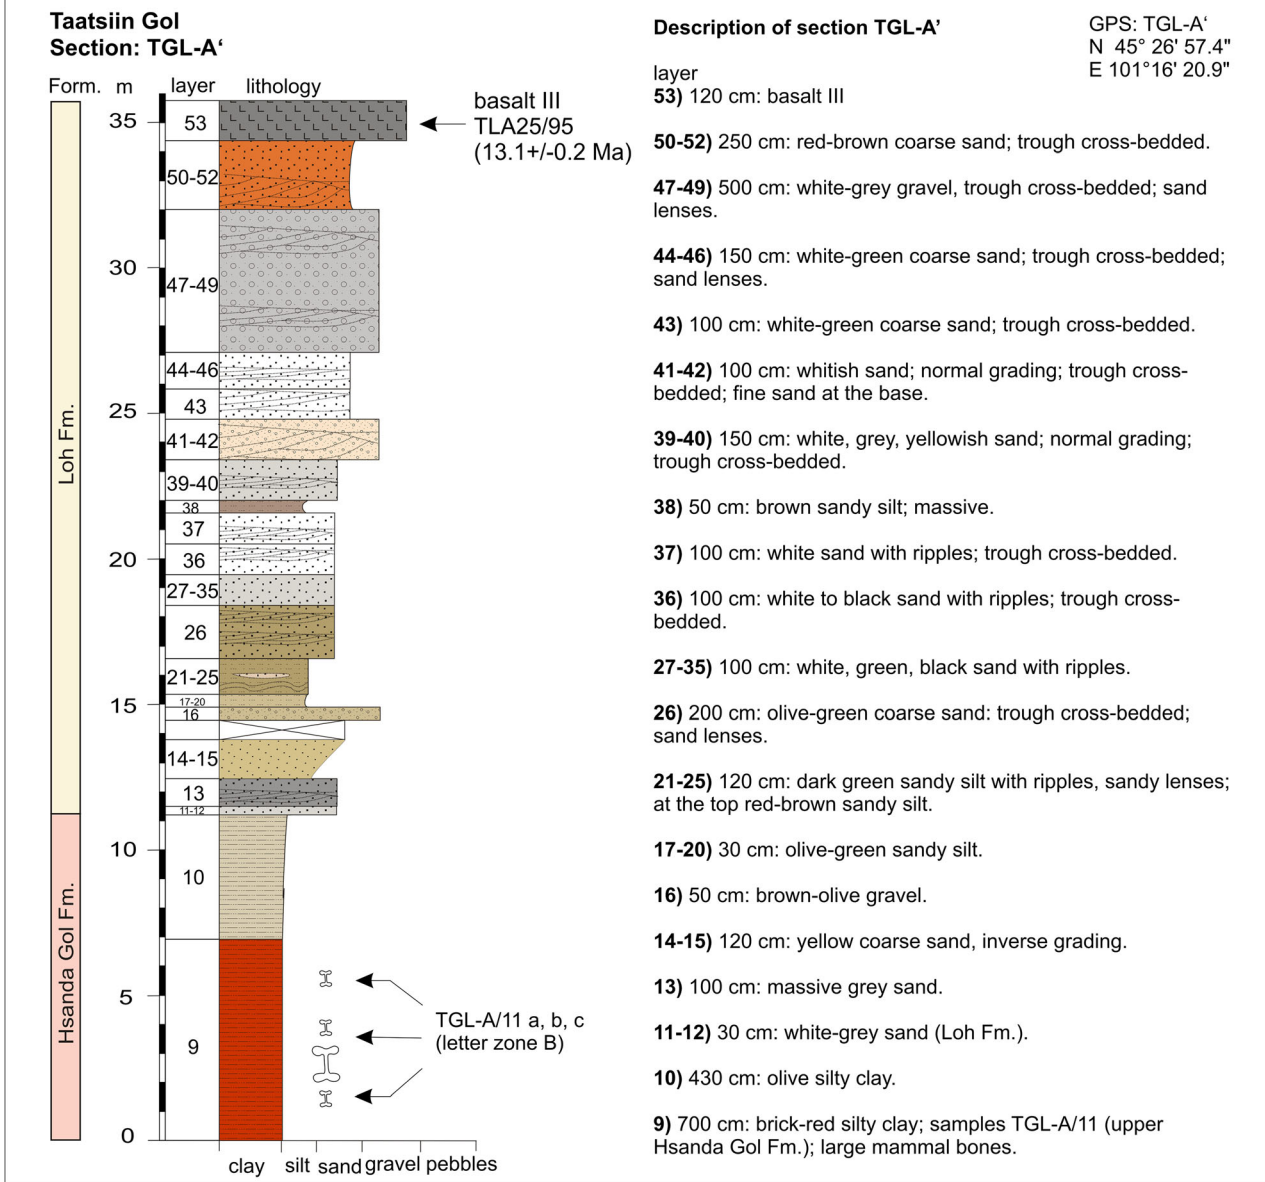 Taatsiin Gol
Section: TGL-A‘
Form.
m
layer
lithology
35
30
25
20
15
10
5
0
Loh Fm.
Hsanda Gol Fm.
53
50-52
47-49
44-46
43
41-42
39-40
38
37
36
27-35
26
21-25
17-20
16
14-15
13
11-12
10
9
basalt III
TLA25/95
(13.1+/-0.2 Ma)
TGL-A/11 a, b, c
(letter zone B)
clay
silt
sand
gravel
pebbles
Description of section TGL-A’
GPS: TGL-A‘
N 45° 26' 57.4"
E 101°16' 20.9"
layer
53) 120 cm: basalt III
50-52) 250 cm: red-brown coarse sand; trough cross-bedded.
47-49) 500 cm: white-grey gravel, trough cross-bedded; sand
lenses.
44-46) 150 cm: white-green coarse sand; trough cross-bedded;
sand lenses.
43) 100 cm: white-green coarse sand; trough cross-bedded.
41-42) 100 cm: whitish sand; normal grading; trough cross-
bedded; fine sand at the base.
39-40) 150 cm: white, grey, yellowish sand; normal grading;
trough cross-bedded.
38) 50 cm: brown sandy silt; massive.
37) 100 cm: white sand with ripples; trough cross-bedded.
36) 100 cm: white to black sand with ripples; trough cross-
bedded.
27-35) 100 cm: white, green, black sand with ripples.
26) 200 cm: olive-green coarse sand: trough cross-bedded;
sand lenses.
21-25) 120 cm: dark green sandy silt with ripples, sandy lenses;
at the top red-brown sandy silt.
17-20) 30 cm: olive-green sandy silt.
16) 50 cm: brown-olive gravel.
14-15) 120 cm: yellow coarse sand, inverse grading.
13) 100 cm: massive grey sand.
11-12) 30 cm: white-grey sand (Loh Fm.).
10) 430 cm: olive silty clay.
9) 700 cm: brick-red silty clay; samples TGL-A/11 (upper
Hsanda Gol Fm.); large mammal bones.